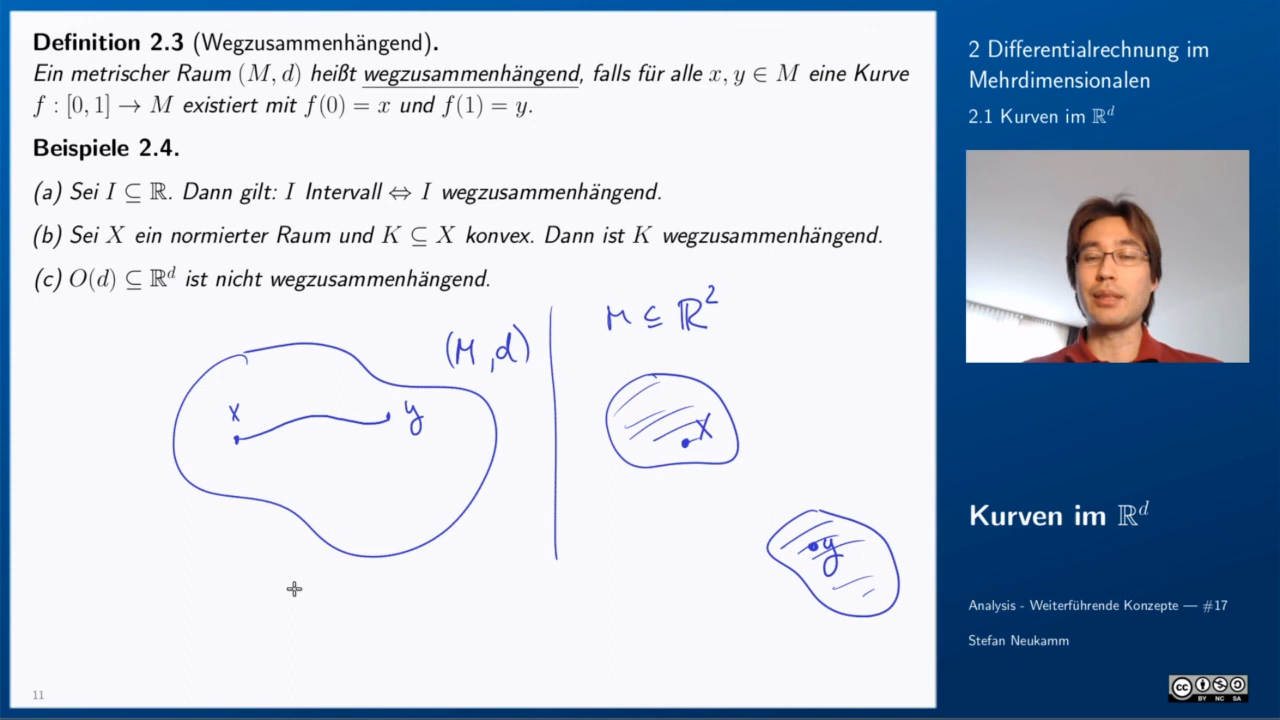 Definition 2.3 (Wegzusammenhängend).
Ein metrischer Raum (M, d) heißt wegzusammenhängend, falls für alle x, y ∈ M eine Kurve
f : [0, 1] → M existiert mit f(0) = x und f(1) = y.
Beispiele 2.4.
(a) Sei I ⊆ ℝ. Dann gilt: I Intervall ⇔ I wegzusammenhängend.
(b) Sei X ein normierter Raum und K ⊆ X konvex. Dann ist K wegzusammenhängend.
(c) O(d) ⊆ ℝ^d ist nicht wegzusammenhängend.
(M, d)
x
y
M ⊆ ℝ²
x
y
11
2 Differentialrechnung im
Mehrdimensionalen
2.1 Kurven im ℝ^d
Kurven im ℝ^d
Analysis - Weiterführende Konzepte — #17
Stefan Neukamm
cc
BY NC SA